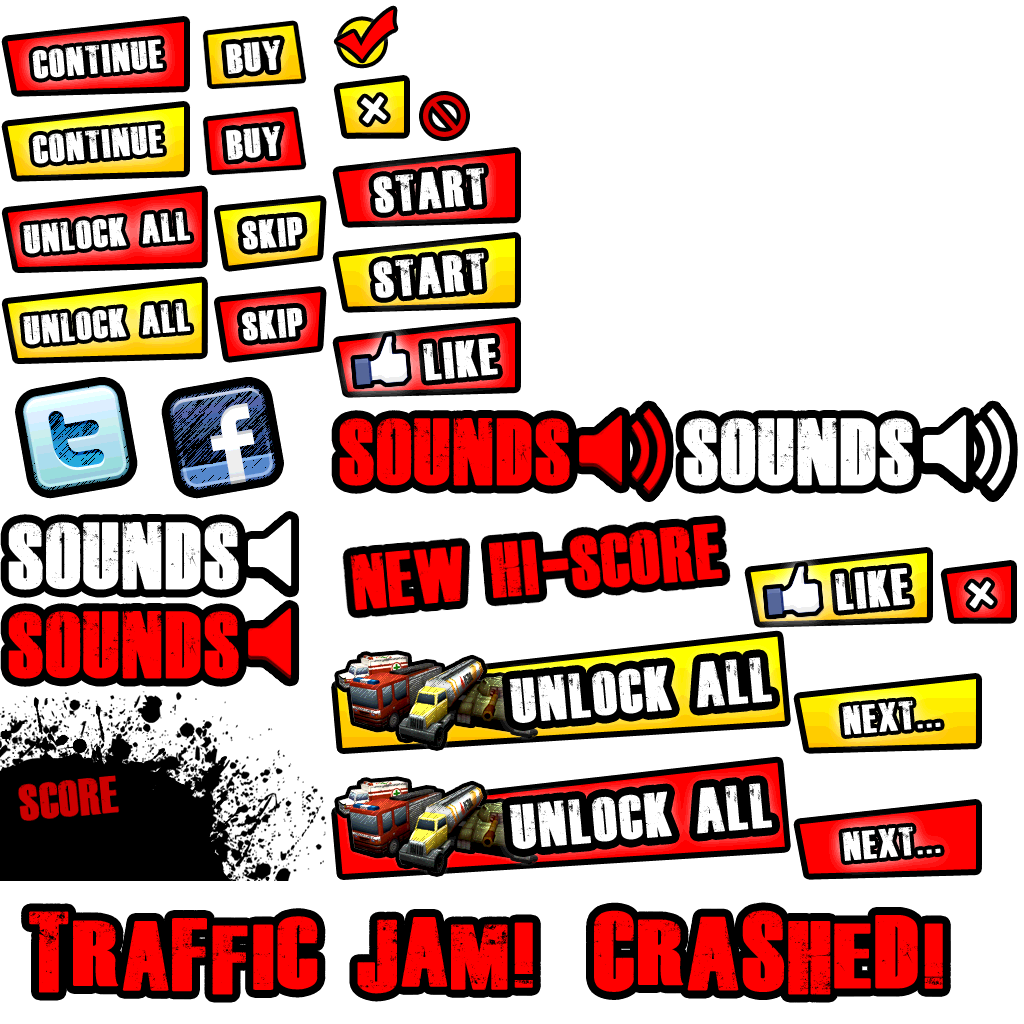 CONTINUE
BUY
CONTINUE
BUY
START
UNLOCK ALL
SKIP
START
UNLOCK ALL
SKIP
LIKE
t
f
SOUNDS
SOUNDS
SOUNDS
NEW HI-SCORE
LIKE
SOUNDS
UNLOCK ALL
NEXT...
SCORE
UNLOCK ALL
NEXT...
TRAFFIC JAM!
CRASHED!